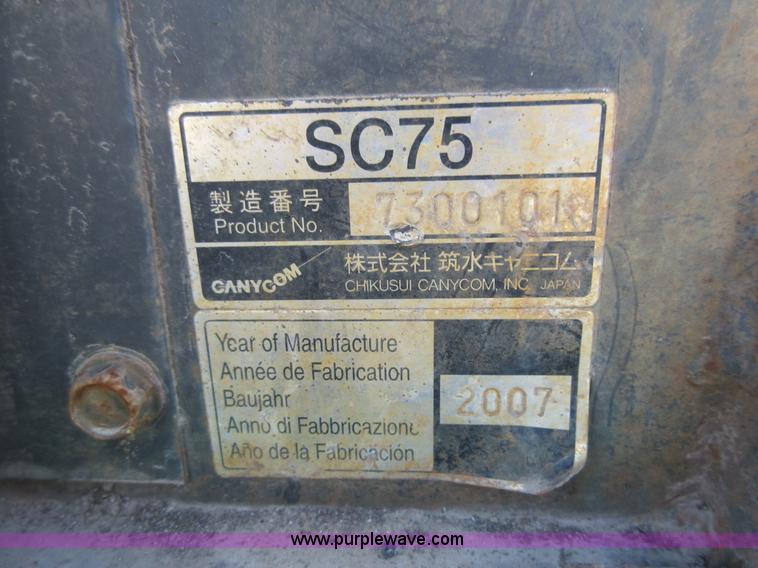 SC75
製造番号
Product No.
7300101
CANYCOM
株式会社 筑水キャニコム
CHIKUSUI CANYCOM, INC. JAPAN
Year of Manufacture
Année de Fabrication
Baujahr
Anno di Fabbricazione
Año de la Fabricación
2007
www.purplewave.com